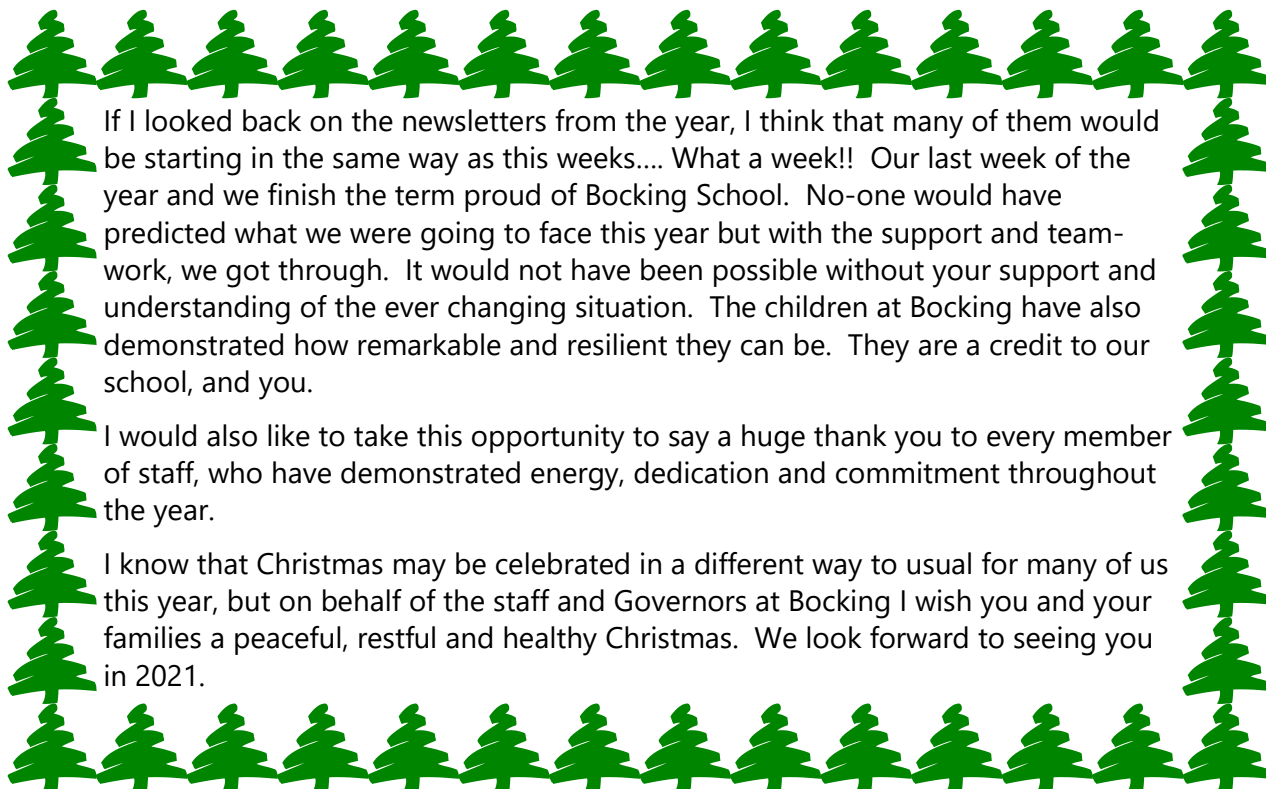 If I looked back on the newsletters from the year, I think that many of them would
be starting in the same way as this weeks.... What a week!!  Our last week of the
year and we finish the term proud of Bocking School.  No-one would have
predicted what we were going to face this year but with the support and team-
work, we got through.  It would not have been possible without your support and
understanding of the ever changing situation.  The children at Bocking have also
demonstrated how remarkable and resilient they can be.  They are a credit to our
school, and you.
I would also like to take this opportunity to say a huge thank you to every member
of staff, who have demonstrated energy, dedication and commitment throughout
the year.
I know that Christmas may be celebrated in a different way to usual for many of us
this year, but on behalf of the staff and Governors at Bocking I wish you and your
families a peaceful, restful and healthy Christmas.  We look forward to seeing you
in 2021.